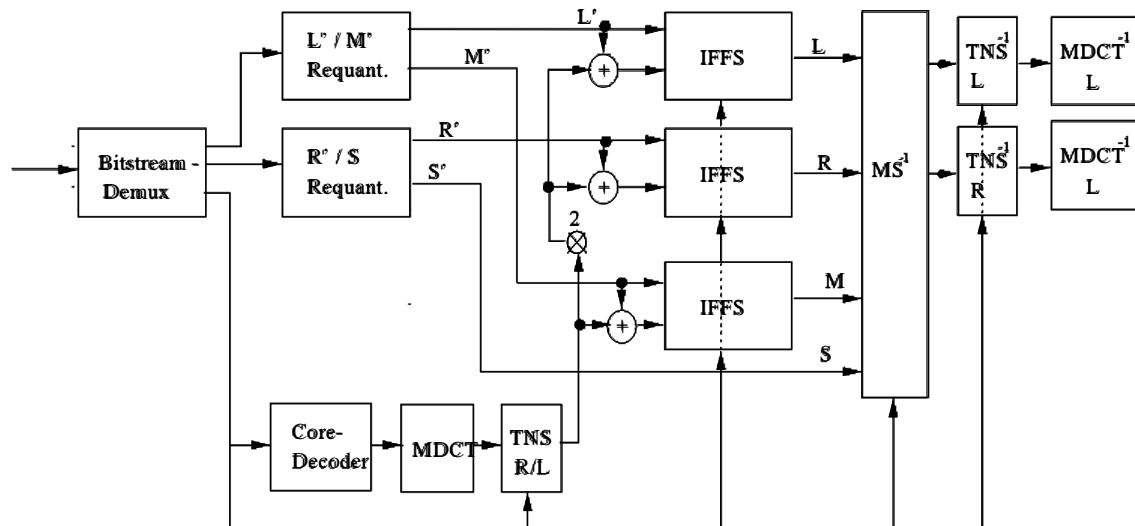 L"
L" / M"
Requant.
M"
IFFS
L
TNS-1
L
MDCT-1
L
+
Bitstream -
Demux
R" / S
Requant.
R"
S"
IFFS
R
MS-1
TNS-1
R
MDCT-1
L
+
2
IFFS
M
+
S
Core-
Decoder
MDCT
TNS
R/L